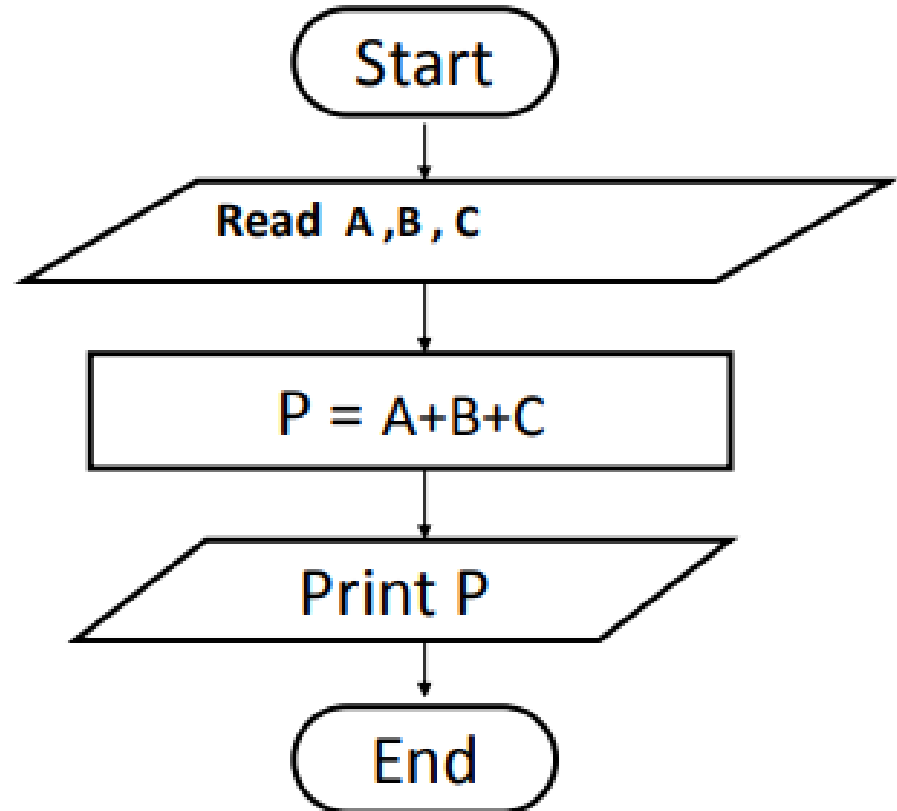 Start
Read A ,B , C
P = A+B+C
Print P
End